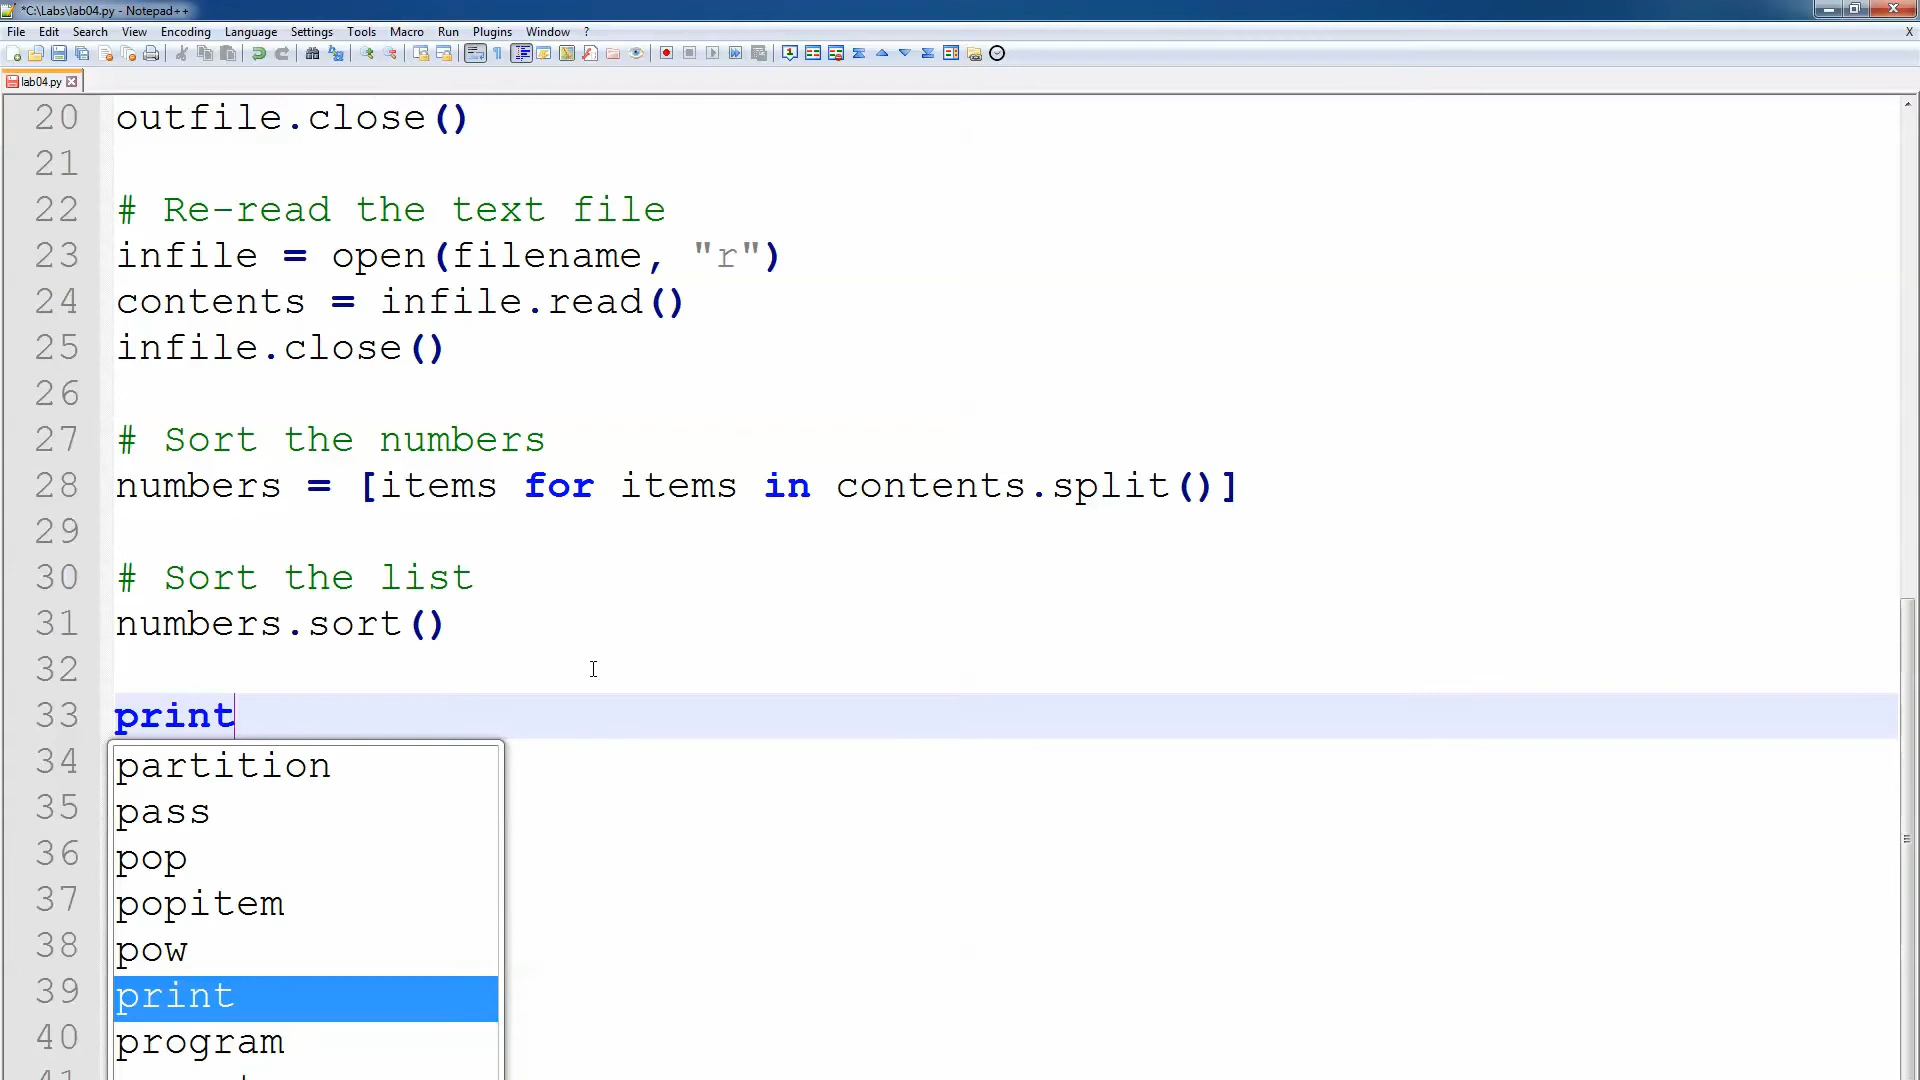 *C:\Labs\lab04.py - Notepad++
File Edit Search View Encoding Language Settings Tools Macro Run Plugins Window ? X
lab04.py
20 outfile.close()
21
22 # Re-read the text file
23 infile = open(filename, "r")
24 contents = infile.read()
25 infile.close()
26
27 # Sort the numbers
28 numbers = [items for items in contents.split()]
29
30 # Sort the list
31 numbers.sort()
32
33 print
34 partition
35 pass
36 pop
37 popitem
38 pow
39 print
40 program
41